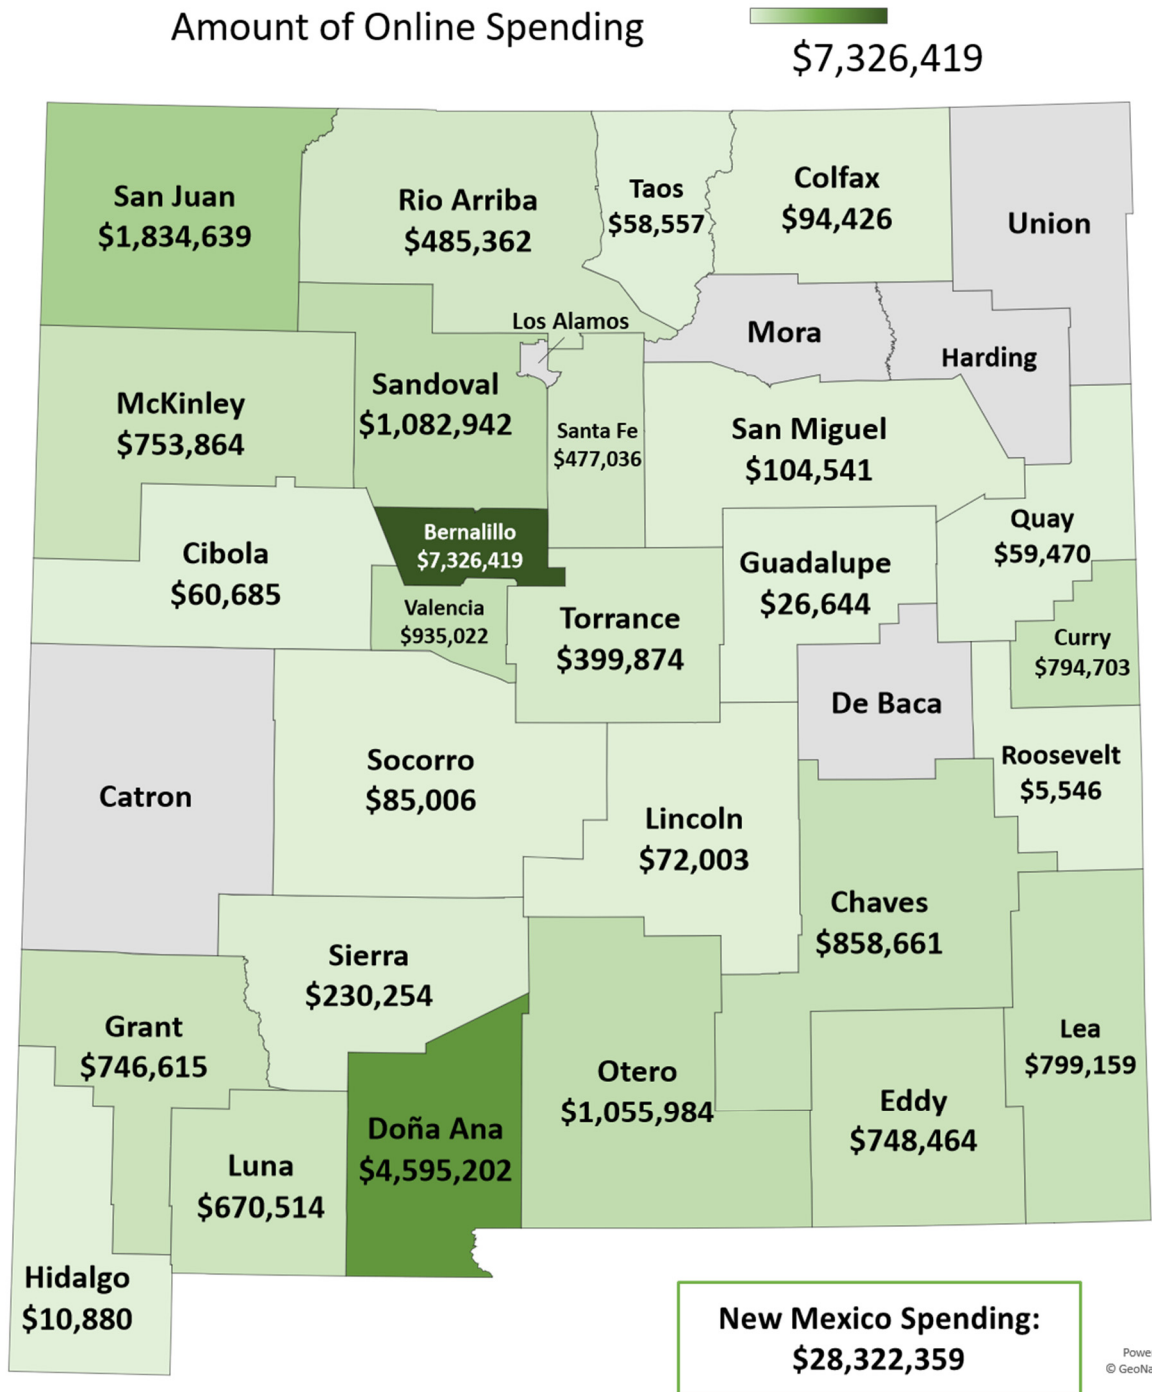 Amount of Online Spending
$7,326,419
San Juan
$1,834,639
Rio Arriba
$485,362
Taos
$58,557
Colfax
$94,426
Union
Los Alamos
Mora
Harding
McKinley
$753,864
Sandoval
$1,082,942
Santa Fe
$477,036
San Miguel
$104,541
Quay
$59,470
Cibola
$60,685
Bernalillo
$7,326,419
Guadalupe
$26,644
Valencia
$935,022
Torrance
$399,874
Curry
$794,703
De Baca
Roosevelt
$5,546
Catron
Socorro
$85,006
Lincoln
$72,003
Chaves
$858,661
Sierra
$230,254
Grant
$746,615
Lea
$799,159
Otero
$1,055,984
Eddy
$748,464
Doña Ana
$4,595,202
Luna
$670,514
Hidalgo
$10,880
New Mexico Spending:
$28,322,359
Powe
© GeoNa